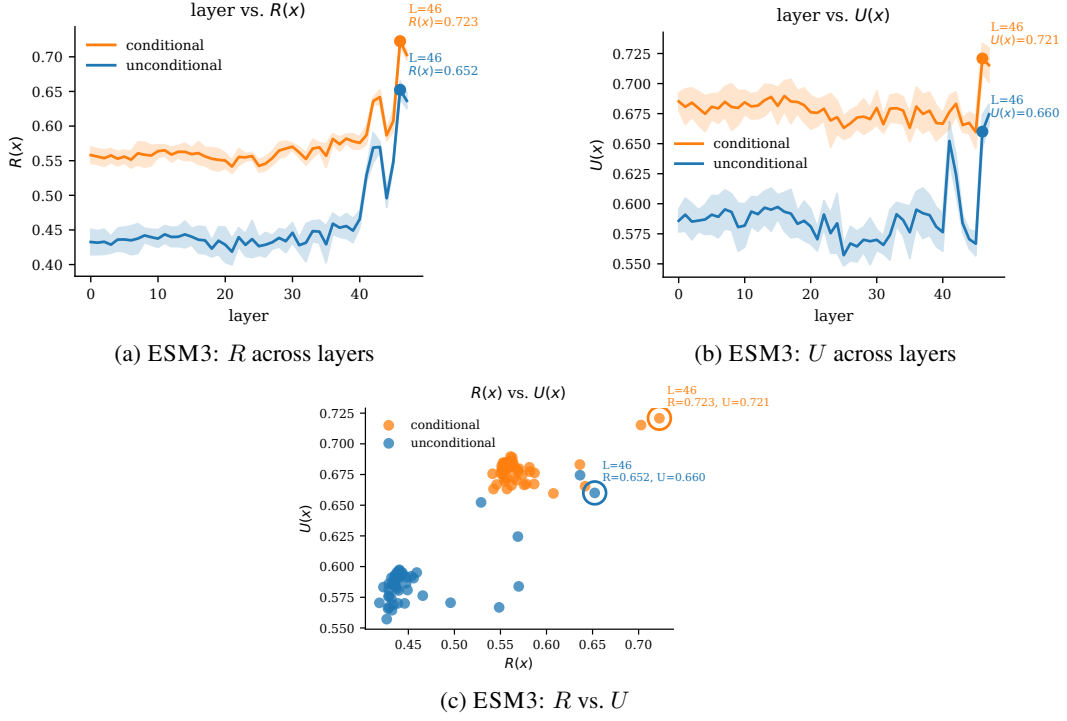 layer vs. R(x)
L=46
R(x)=0.723
L=46
R(x)=0.652
conditional
unconditional
R(x)
0.70
0.65
0.60
0.55
0.50
0.45
0.40
0 10 20 30 40
layer
(a) ESM3: R across layers
layer vs. U(x)
L=46
U(x)=0.721
L=46
U(x)=0.660
conditional
unconditional
U(x)
0.725
0.700
0.675
0.650
0.625
0.600
0.575
0.550
0 10 20 30 40
layer
(b) ESM3: U across layers
R(x) vs. U(x)
L=46
R=0.723, U=0.721
conditional
unconditional
L=46
R=0.652, U=0.660
U(x)
0.725
0.700
0.675
0.650
0.625
0.600
0.575
0.550
0.45 0.50 0.55 0.60 0.65 0.70
R(x)
(c) ESM3: R vs. U